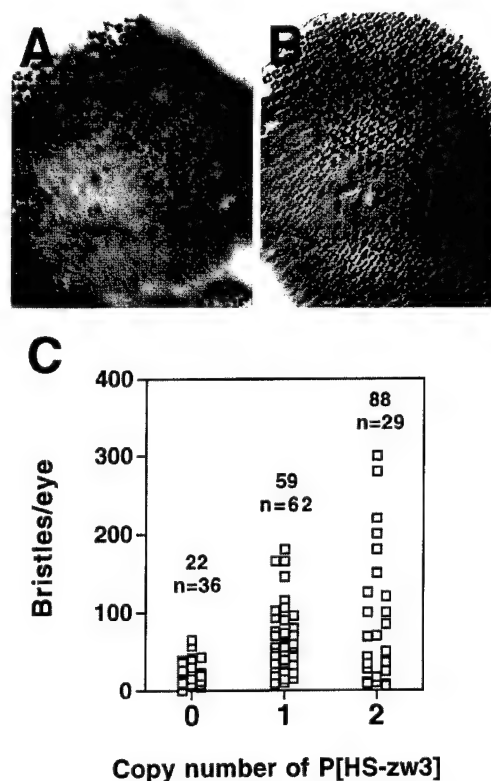 A
B
C
400
300
200
100
0
Bristles/eye
22
n=36
59
n=62
88
n=29
0 1 2
Copy number of P[HS-zw3]